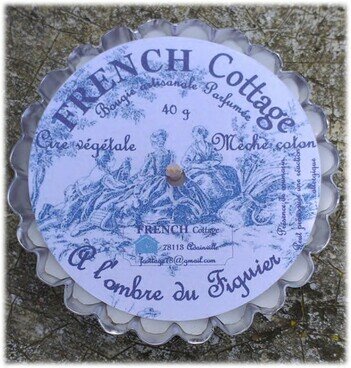 FRENCH Cottage
Bougie artisanale Parfumée
40 g
Cire végétale
Mèche coton
FRENCH Cottage
78113 Adainville
À l'ombre du Figuier